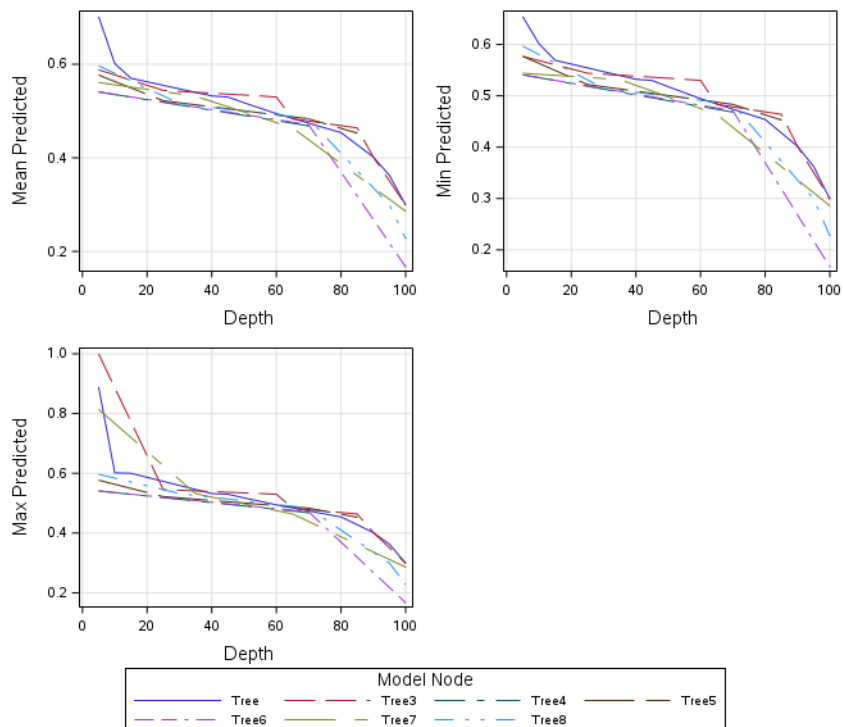 Mean Predicted
0.6
0.4
0.2
0 20 40 60 80 100
Depth
Min Predicted
0.6
0.5
0.4
0.3
0.2
0 20 40 60 80 100
Depth
Max Predicted
1.0
0.8
0.6
0.4
0.2
0 20 40 60 80 100
Depth
Model Node
Tree Tree3 Tree4 Tree5
Tree6 Tree7 Tree8